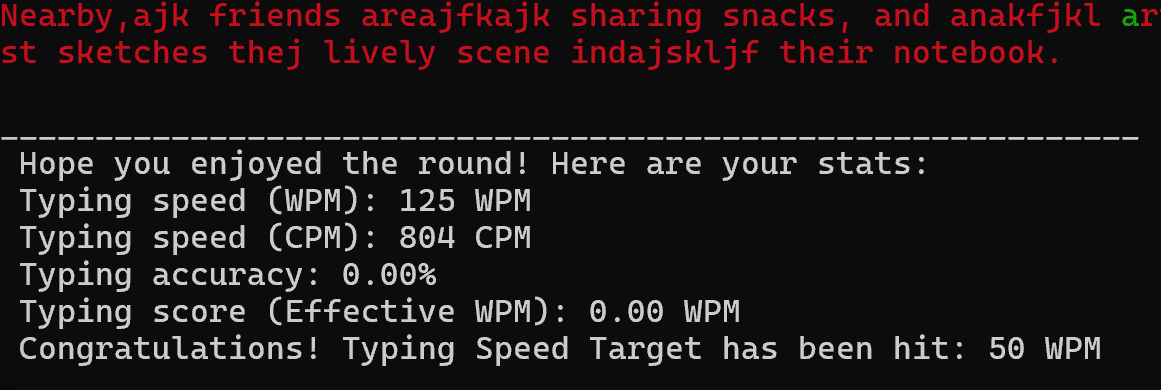 Nearby,ajk friends areajfkajk sharing snacks, and anakfjkl ar
st sketches thej lively scene indajskljf their notebook.
____________________________________________________________
Hope you enjoyed the round! Here are your stats:
Typing speed (WPM): 125 WPM
Typing speed (CPM): 804 CPM
Typing accuracy: 0.00%
Typing score (Effective WPM): 0.00 WPM
Congratulations! Typing Speed Target has been hit: 50 WPM